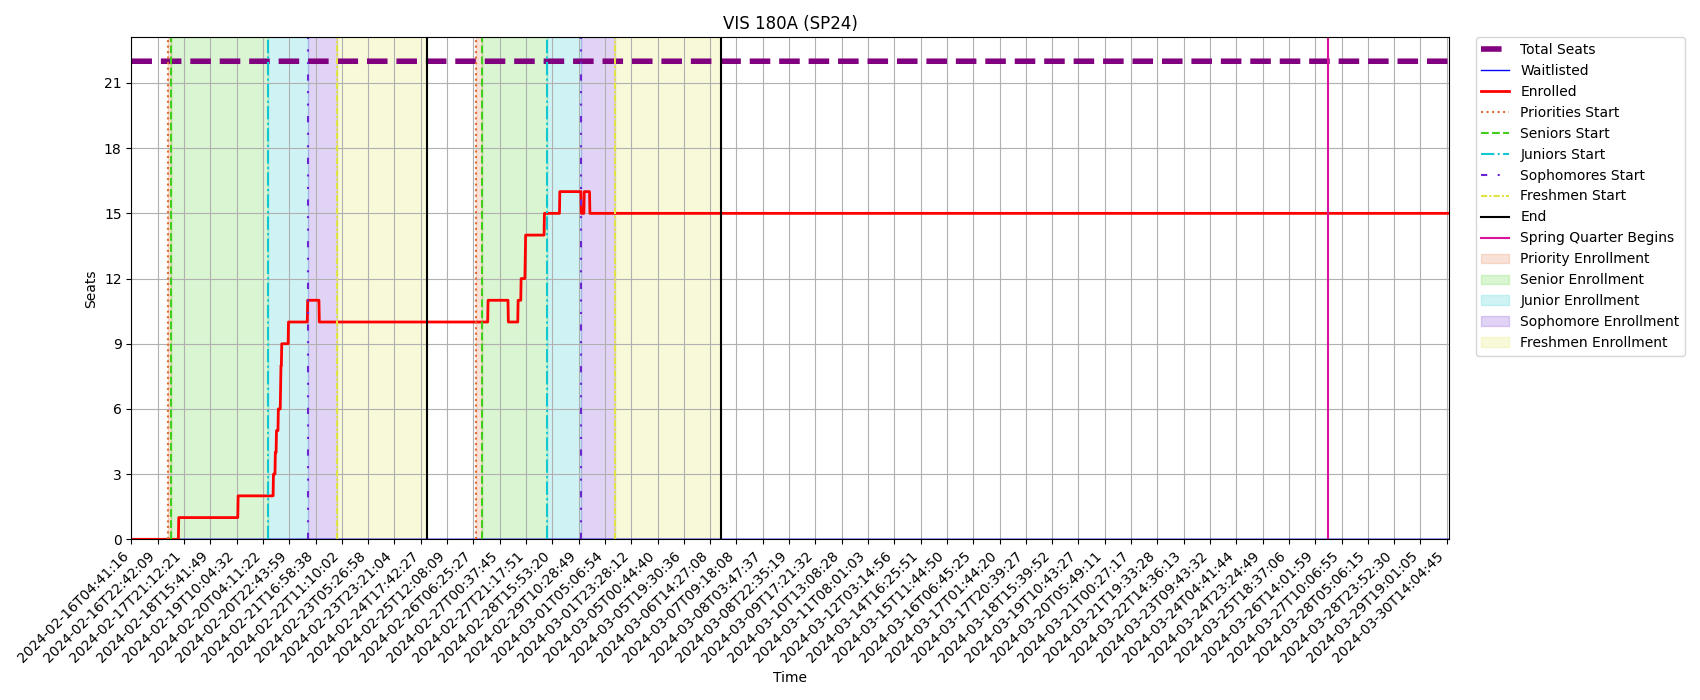 VIS 180A (SP24)
Total Seats
Waitlisted
Enrolled
Priorities Start
Seniors Start
Juniors Start
Sophomores Start
Freshmen Start
End
Spring Quarter Begins
Priority Enrollment
Senior Enrollment
Junior Enrollment
Sophomore Enrollment
Freshmen Enrollment
Seats
21
18
15
12
9
6
3
0
2024-02-16T04:41:16
2024-02-16T22:42:09
2024-02-17T21:12:21
2024-02-18T15:41:49
2024-02-19T10:04:32
2024-02-20T04:11:22
2024-02-20T22:43:59
2024-02-21T16:58:38
2024-02-22T11:10:02
2024-02-23T05:26:58
2024-02-23T23:21:04
2024-02-24T17:42:27
2024-02-25T12:08:09
2024-02-26T06:25:27
2024-02-27T00:37:45
2024-02-27T21:17:51
2024-02-28T15:53:20
2024-02-29T10:28:49
2024-03-01T05:06:54
2024-03-01T23:28:12
2024-03-05T00:44:40
2024-03-05T19:30:36
2024-03-06T14:27:08
2024-03-07T09:18:09
2024-03-08T03:47:37
2024-03-08T22:35:19
2024-03-09T17:21:32
2024-03-10T13:08:28
2024-03-11T08:01:03
2024-03-12T03:14:56
2024-03-14T16:25:51
2024-03-15T11:44:50
2024-03-16T06:45:25
2024-03-17T01:44:20
2024-03-17T20:39:27
2024-03-18T15:39:52
2024-03-19T10:43:27
2024-03-20T05:49:11
2024-03-21T00:27:17
2024-03-21T19:33:28
2024-03-22T14:36:13
2024-03-23T09:43:32
2024-03-24T04:41:44
2024-03-24T23:24:49
2024-03-25T18:37:06
2024-03-26T14:01:59
2024-03-27T10:06:55
2024-03-28T05:06:15
2024-03-28T23:52:30
2024-03-29T19:01:05
2024-03-30T14:04:45
Time